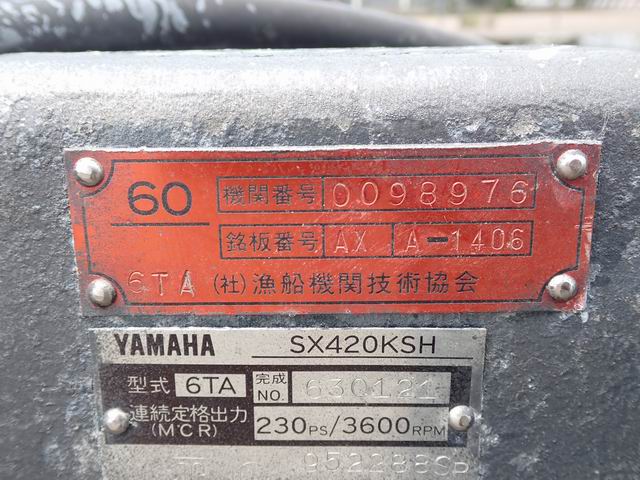 60 機関番号 0098976
銘板番号 AX A-1406
6TA (社)漁船機関技術協会
YAMAHA SX420KSH
型式 6TA 完成NO. 630121
連続定格出力(MCR) 230PS/3600RPM